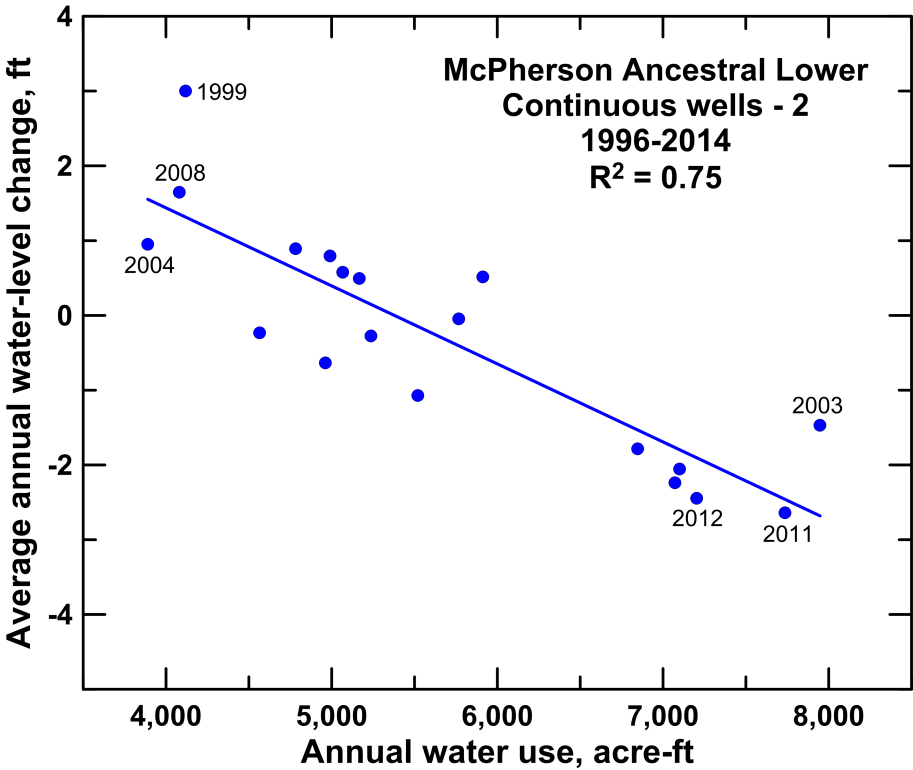 McPherson Ancestral Lower
Continuous wells - 2
1996-2014
R² = 0.75
Average annual water-level change, ft
4
2
0
-2
-4
1999
2008
2004
2003
2012
2011
4,000 5,000 6,000 7,000 8,000
Annual water use, acre-ft